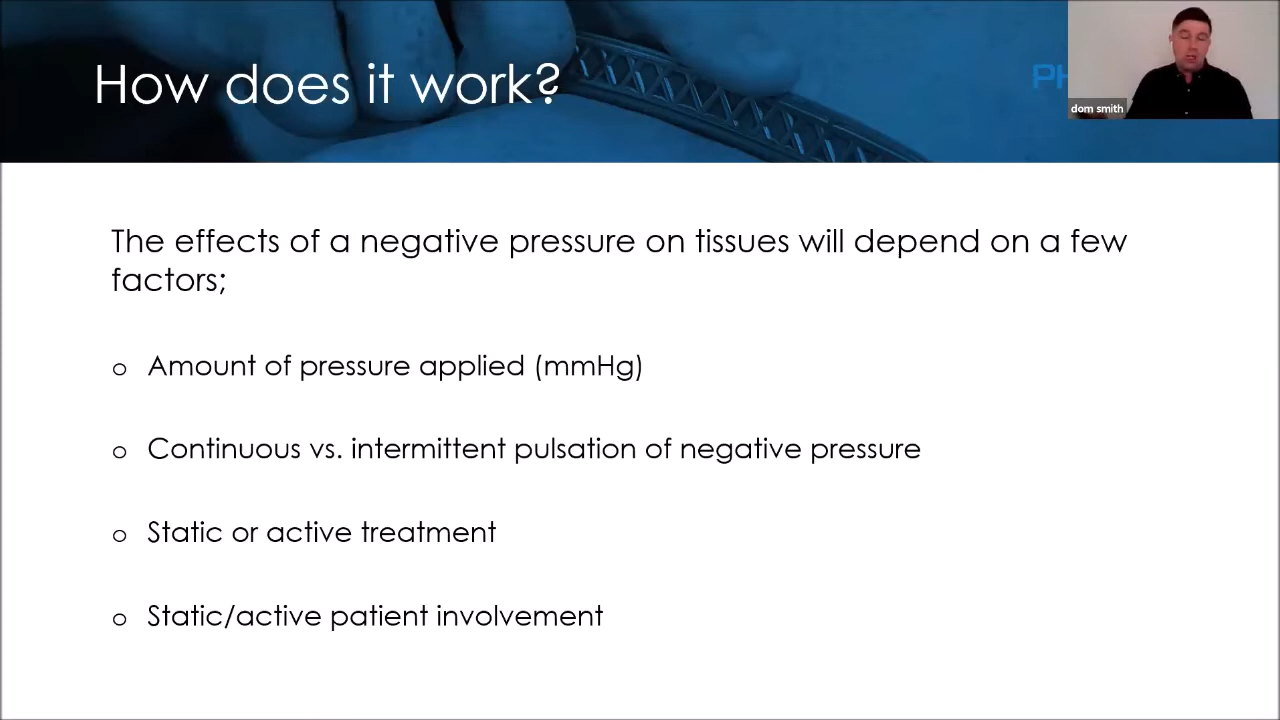 How does it work?
PH
dom smith
The effects of a negative pressure on tissues will depend on a few
factors;
o Amount of pressure applied (mmHg)
o Continuous vs. intermittent pulsation of negative pressure
o Static or active treatment
o Static/active patient involvement